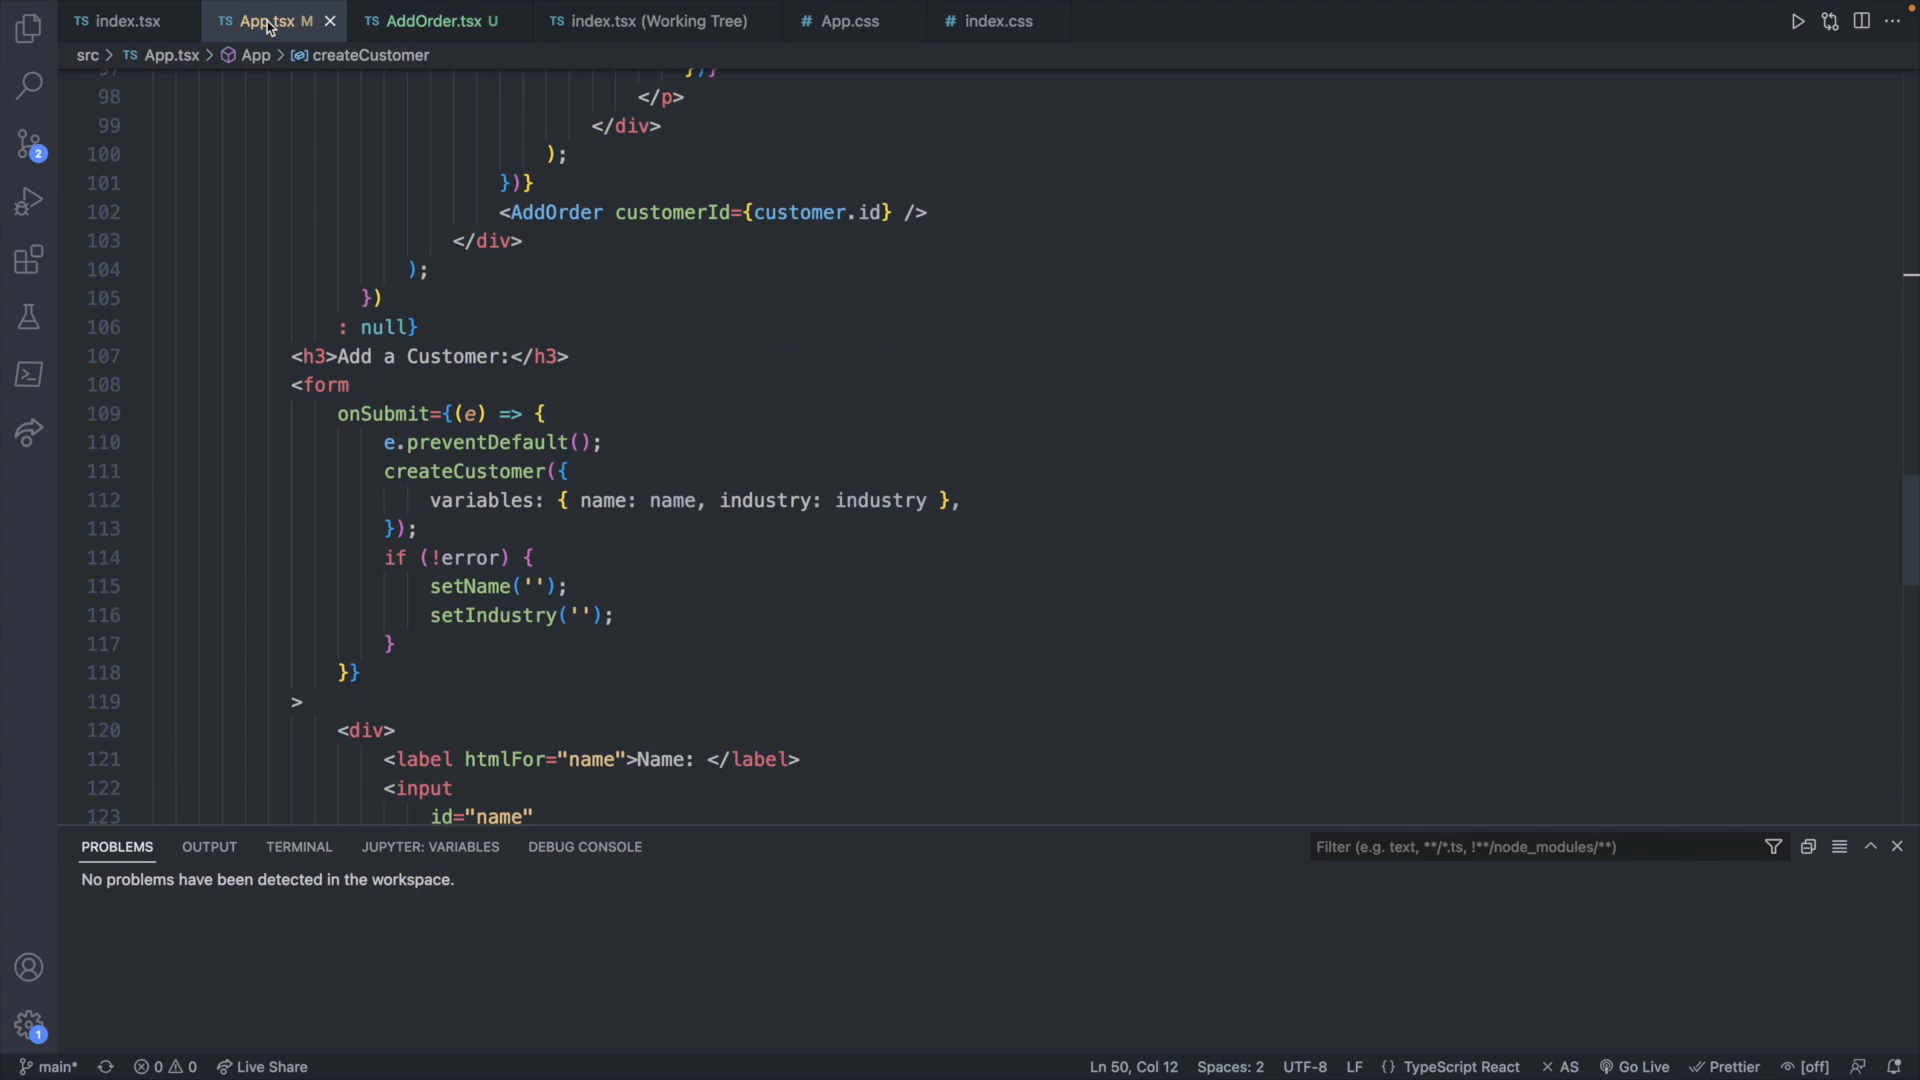 TS index.tsx TS App.tsx M TS AddOrder.tsx U TS index.tsx (Working Tree) # App.css # index.css
src > TS App.tsx > App > createCustomer
97 })}
98 </p>
99 </div>
100 );
101 })}
102 <AddOrder customerId={customer.id} />
103 </div>
104 );
105 })
106 : null}
107 <h3>Add a Customer:</h3>
108 <form
109 onSubmit={(e) => {
110 e.preventDefault();
111 createCustomer({
112 variables: { name: name, industry: industry },
113 });
114 if (!error) {
115 setName('');
116 setIndustry('');
117 }
118 }}
119 >
120 <div>
121 <label htmlFor="name">Name: </label>
122 <input
123 id="name"
2
PROBLEMS OUTPUT TERMINAL JUPYTER: VARIABLES DEBUG CONSOLE Filter (e.g. text, **/*.ts, !**/node_modules/**)
No problems have been detected in the workspace.
1
main* 0 0 Live Share Ln 50, Col 12 Spaces: 2 UTF-8 LF {} TypeScript React AS Go Live Prettier [off]